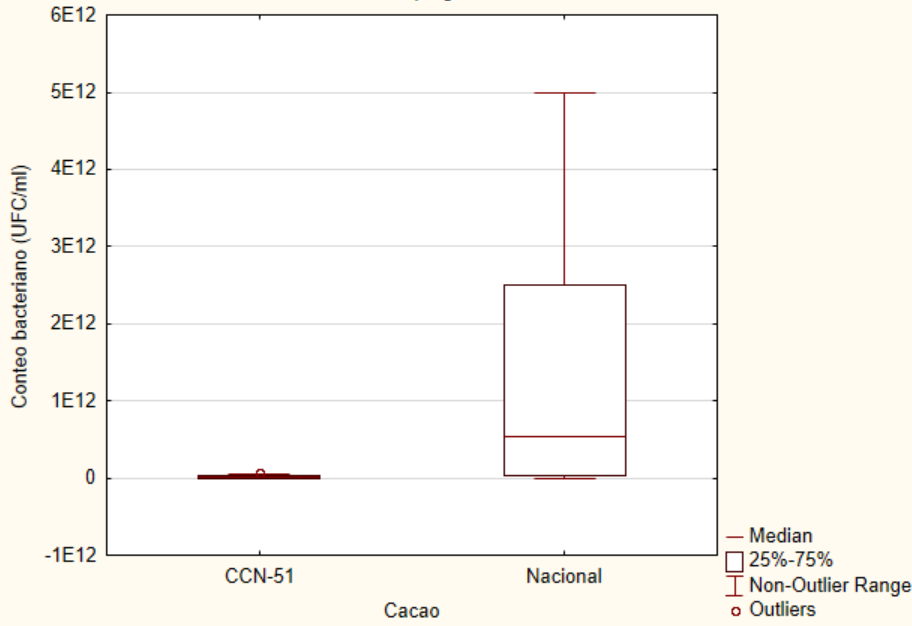 6E12
5E12
4E12
3E12
2E12
1E12
0
-1E12
Conteo bacteriano (UFC/ml)
CCN-51
Nacional
Cacao
Median
25%-75%
Non-Outlier Range
Outliers